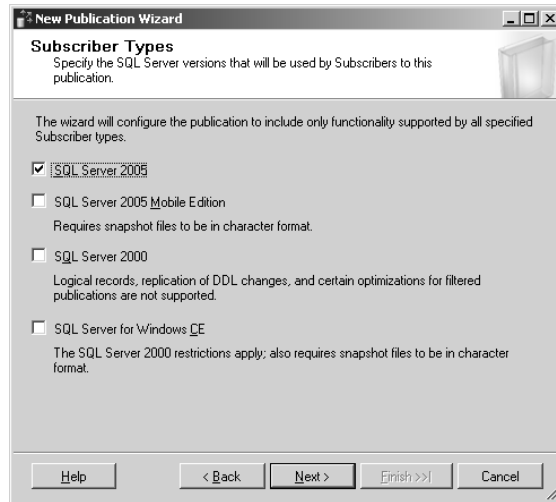 New Publication Wizard
Subscriber Types
Specify the SQL Server versions that will be used by Subscribers to this
publication.
The wizard will configure the publication to include only functionality supported by all specified
Subscriber types.
SQL Server 2005
SQL Server 2005 Mobile Edition
Requires snapshot files to be in character format.
SQL Server 2000
Logical records, replication of DDL changes, and certain optimizations for filtered
publications are not supported.
SQL Server for Windows CE
The SQL Server 2000 restrictions apply; also requires snapshot files to be in character
format.
Help < Back Next > Finish >>| Cancel